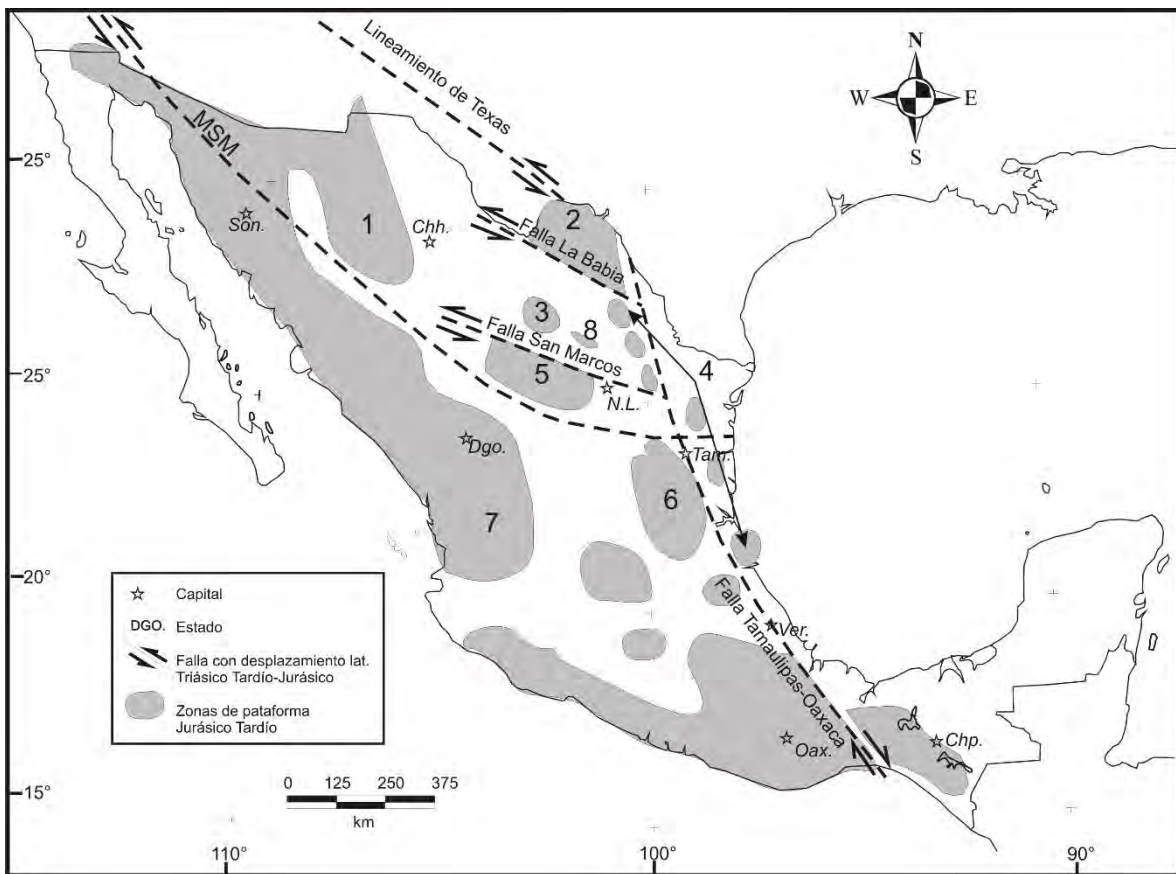 N
W
E
S
Lineamiento de Texas
MSM
25°
Son.
1
Chh.
2
Falla La Babia
3
8
Falla San Marcos
4
25°
5
N.L.
Dgo.
Tam.
6
7
20°
Capital
DGO.
Estado
Falla con desplazamiento lat.
Triásico Tardío-Jurásico
Zonas de pataforma
Jurásico Tardío
Falla Tamaulipas-Oaxaca
Ver.
Oax.
Chp.
0 125 250 375
km
15°
110°
100°
90°